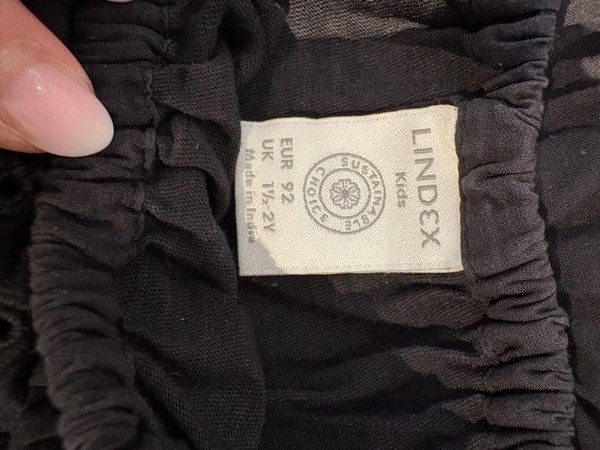 LINDEX
Kids
SUSTAINABLE
CHOICE
EUR 92
UK 1½-2Y
Made in India